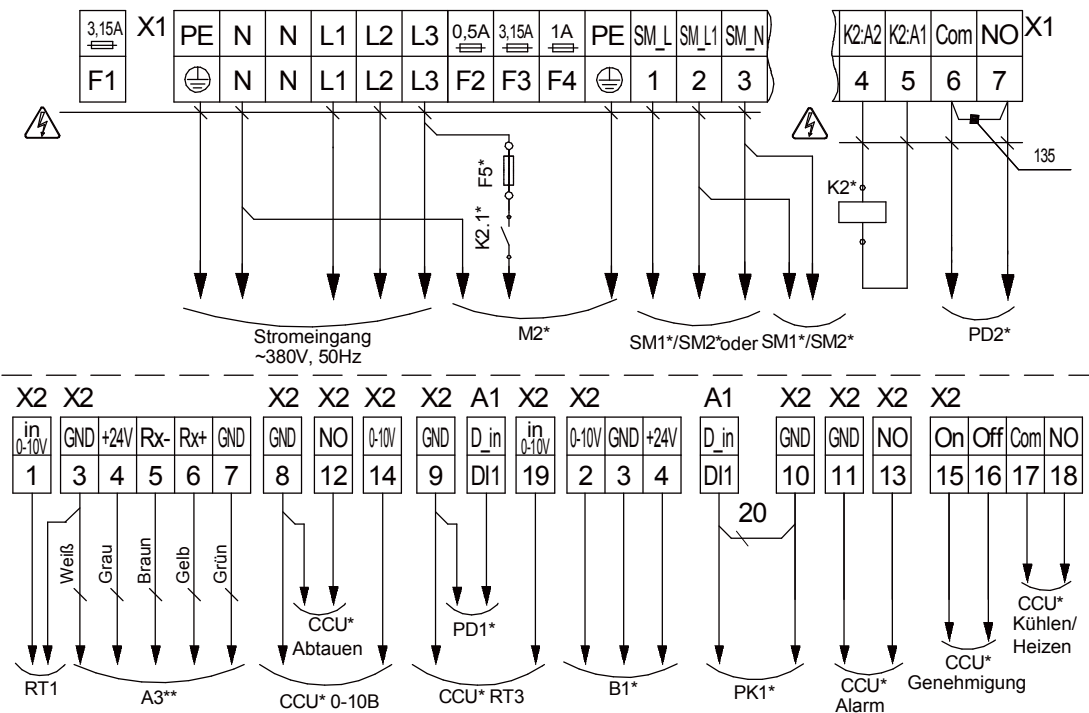 3,15A X1 PE N N L1 L2 L3 0,5A 3,15A 1A PE SM_L SM_L1 SM_N K2:A2 K2:A1 Com NO X1
F1 N N L1 L2 L3 F2 F3 F4 1 2 3 4 5 6 7
135
F5*
K2.1*
K2*
Stromeingang
~380V, 50Hz
M2*
SM1*/SM2*oder SM1*/SM2*
PD2*
X2 X2 X2 X2 X2 X2 A1 X2 X2 A1 X2 X2 X2 X2
in 0-10V GND +24V Rx- Rx+ GND GND NO 0-10V GND D_in in 0-10V 0-10V GND +24V D_in GND GND NO On Off Com NO
1 3 4 5 6 7 8 12 14 9 DI1 19 2 3 4 DI1 10 11 13 15 16 17 18
20
Weiß
Grau
Braun
Gelb
Grün
CCU*
Abtauen
PD1*
CCU*
Kühlen/
Heizen
RT1
A3**
CCU* 0-10B
CCU* RT3
B1*
PK1*
CCU*
Alarm
CCU*
Genehmigung